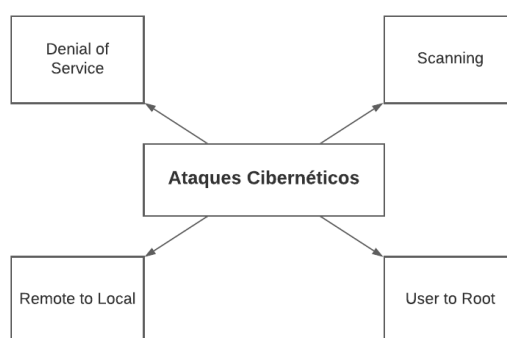 Denial of
Service
Scanning
Ataques Cibernéticos
Remote to Local
User to Root